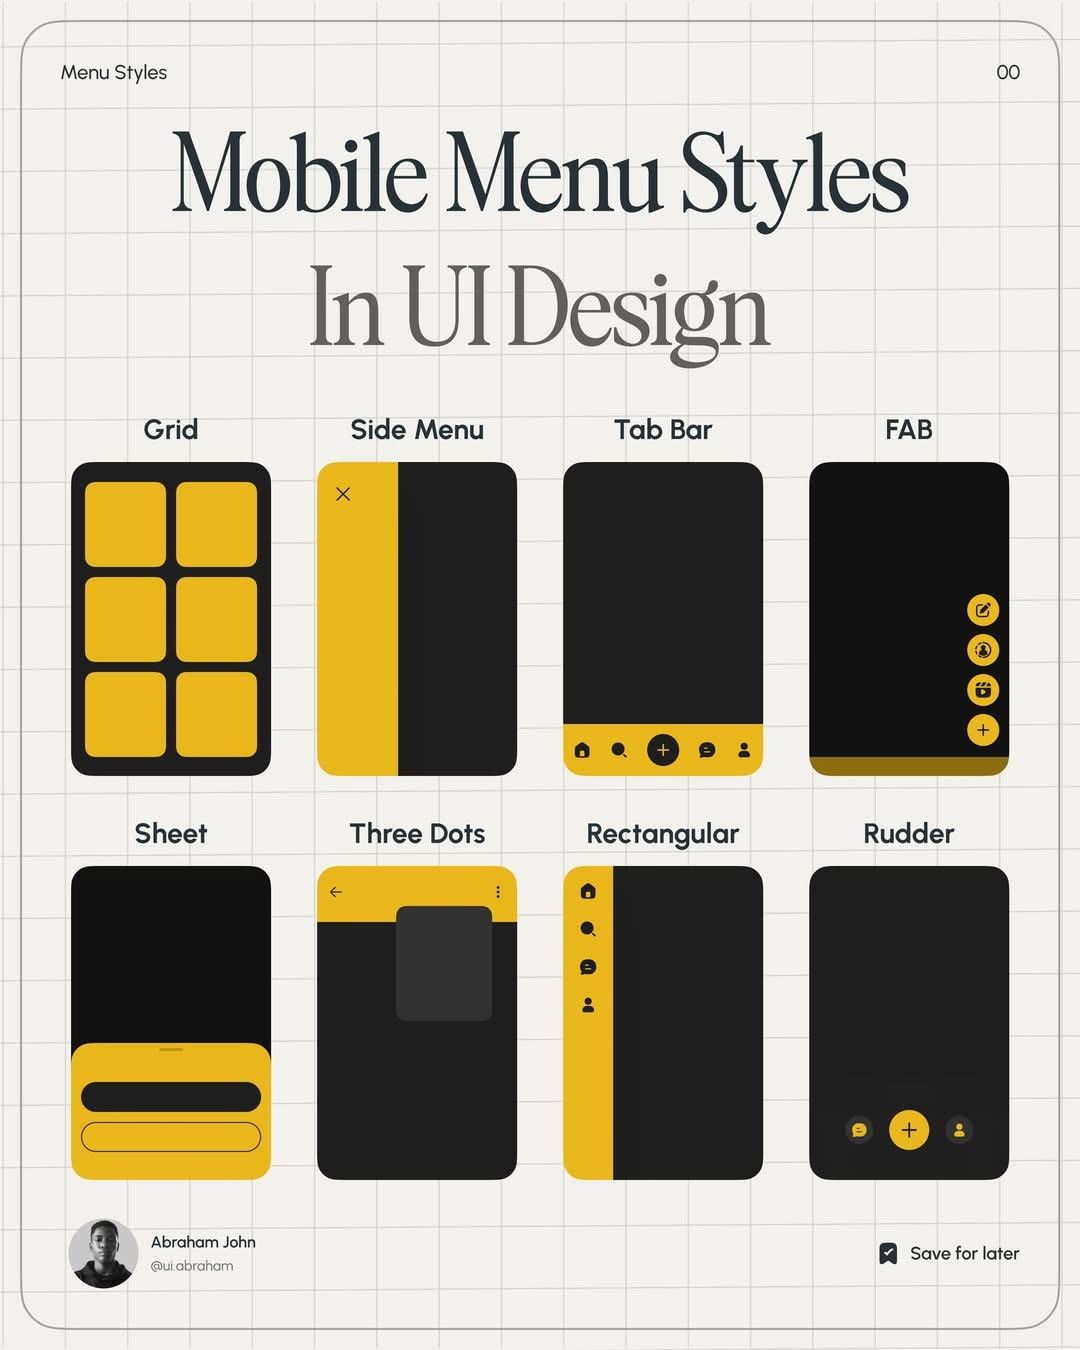 Menu Styles
00
Mobile Menu Styles
In UI Design
Grid
Side Menu
Tab Bar
FAB
Sheet
Three Dots
Rectangular
Rudder
Abraham John
@ui.abraham
Save for later